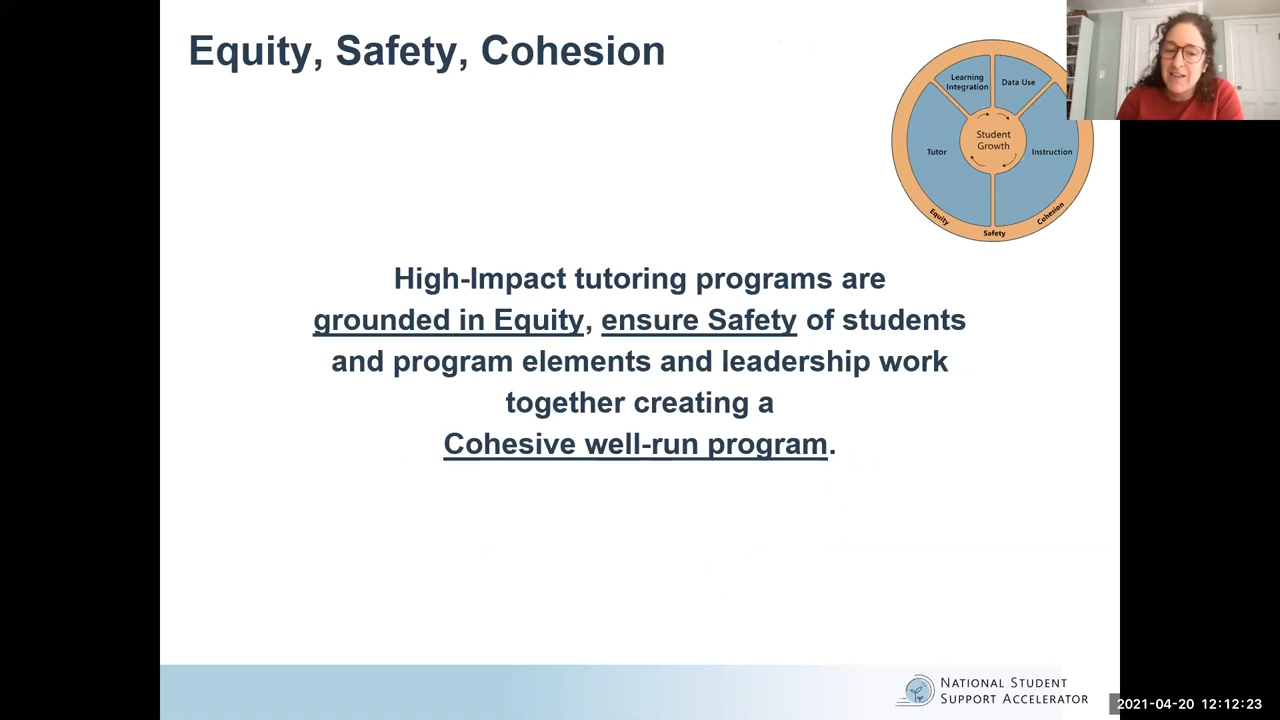 Equity, Safety, Cohesion
Learning
Integration
Data Use
Student
Growth
Tutor
Instruction
Equity
Safety
Cohesion
High-Impact tutoring programs are
grounded in Equity, ensure Safety of students
and program elements and leadership work
together creating a
Cohesive well-run program.
NATIONAL STUDENT
SUPPORT ACCELERATOR
2021-04-20 12:12:23